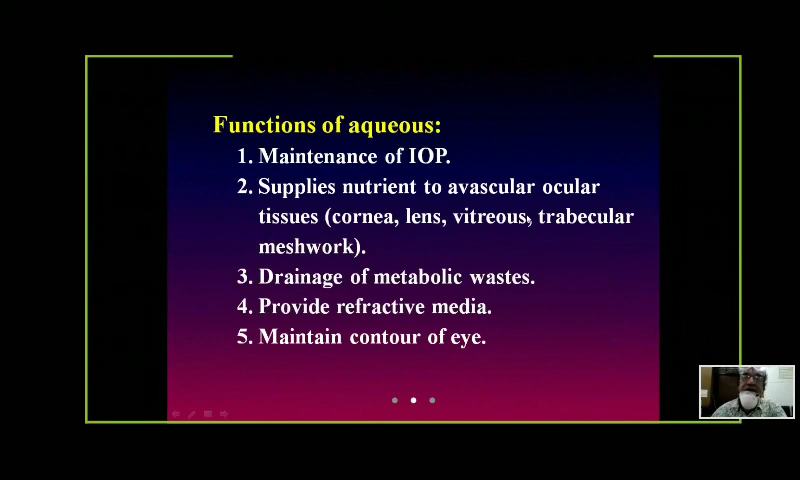 Functions of aqueous:
1. Maintenance of IOP.
2. Supplies nutrient to avascular ocular
tissues (cornea, lens, vitreous, trabecular
meshwork).
3. Drainage of metabolic wastes.
4. Provide refractive media.
5. Maintain contour of eye.